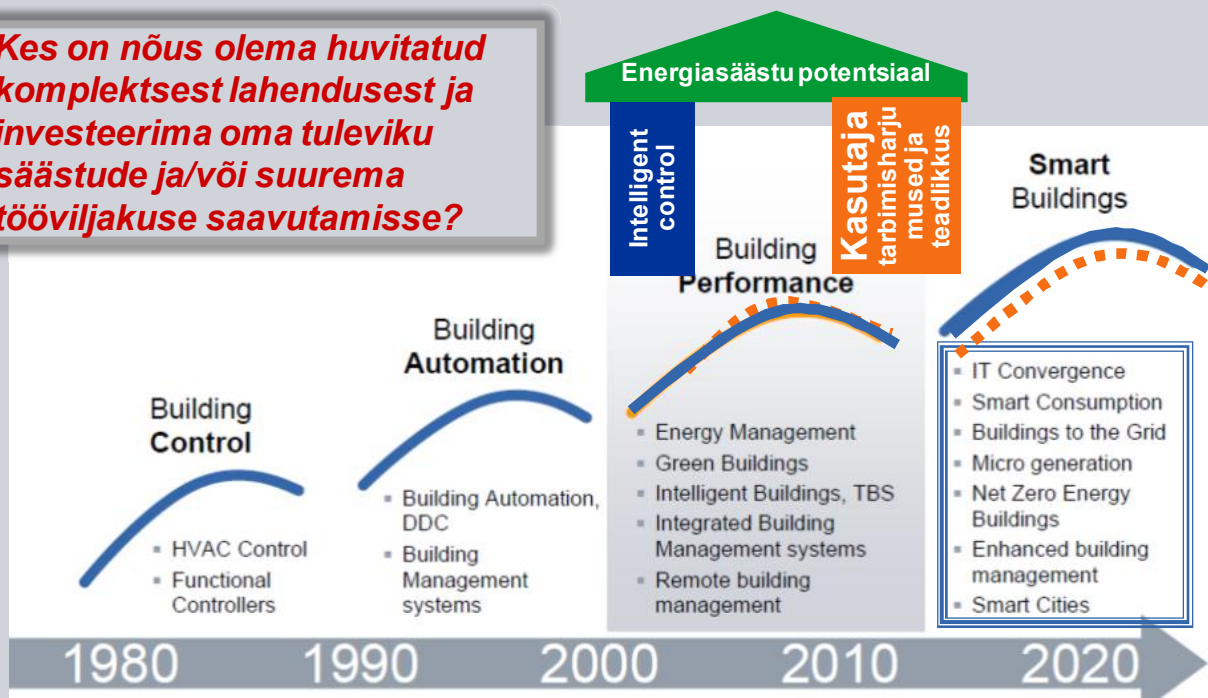 Kes on nõus olema huvitatud
komplektsest lahendusest ja
investeerima oma tuleviku
säästude ja/või suurema
tööviljakuse saavutamisse?
Energiasäästu potentsiaal
Intelligent
control
Kasutaja
tarbimisharju
mused ja
teadlikkus
Building
Control
HVAC Control
Functional
Controllers
Building
Automation
Building Automation,
DDC
Building
Management
systems
Building
Performance
Energy Management
Green Buildings
Intelligent Buildings, TBS
Integrated Building
Management systems
Remote building
management
Smart
Buildings
IT Convergence
Smart Consumption
Buildings to the Grid
Micro generation
Net Zero Energy
Buildings
Enhanced building
management
Smart Cities
1980 1990 2000 2010 2020